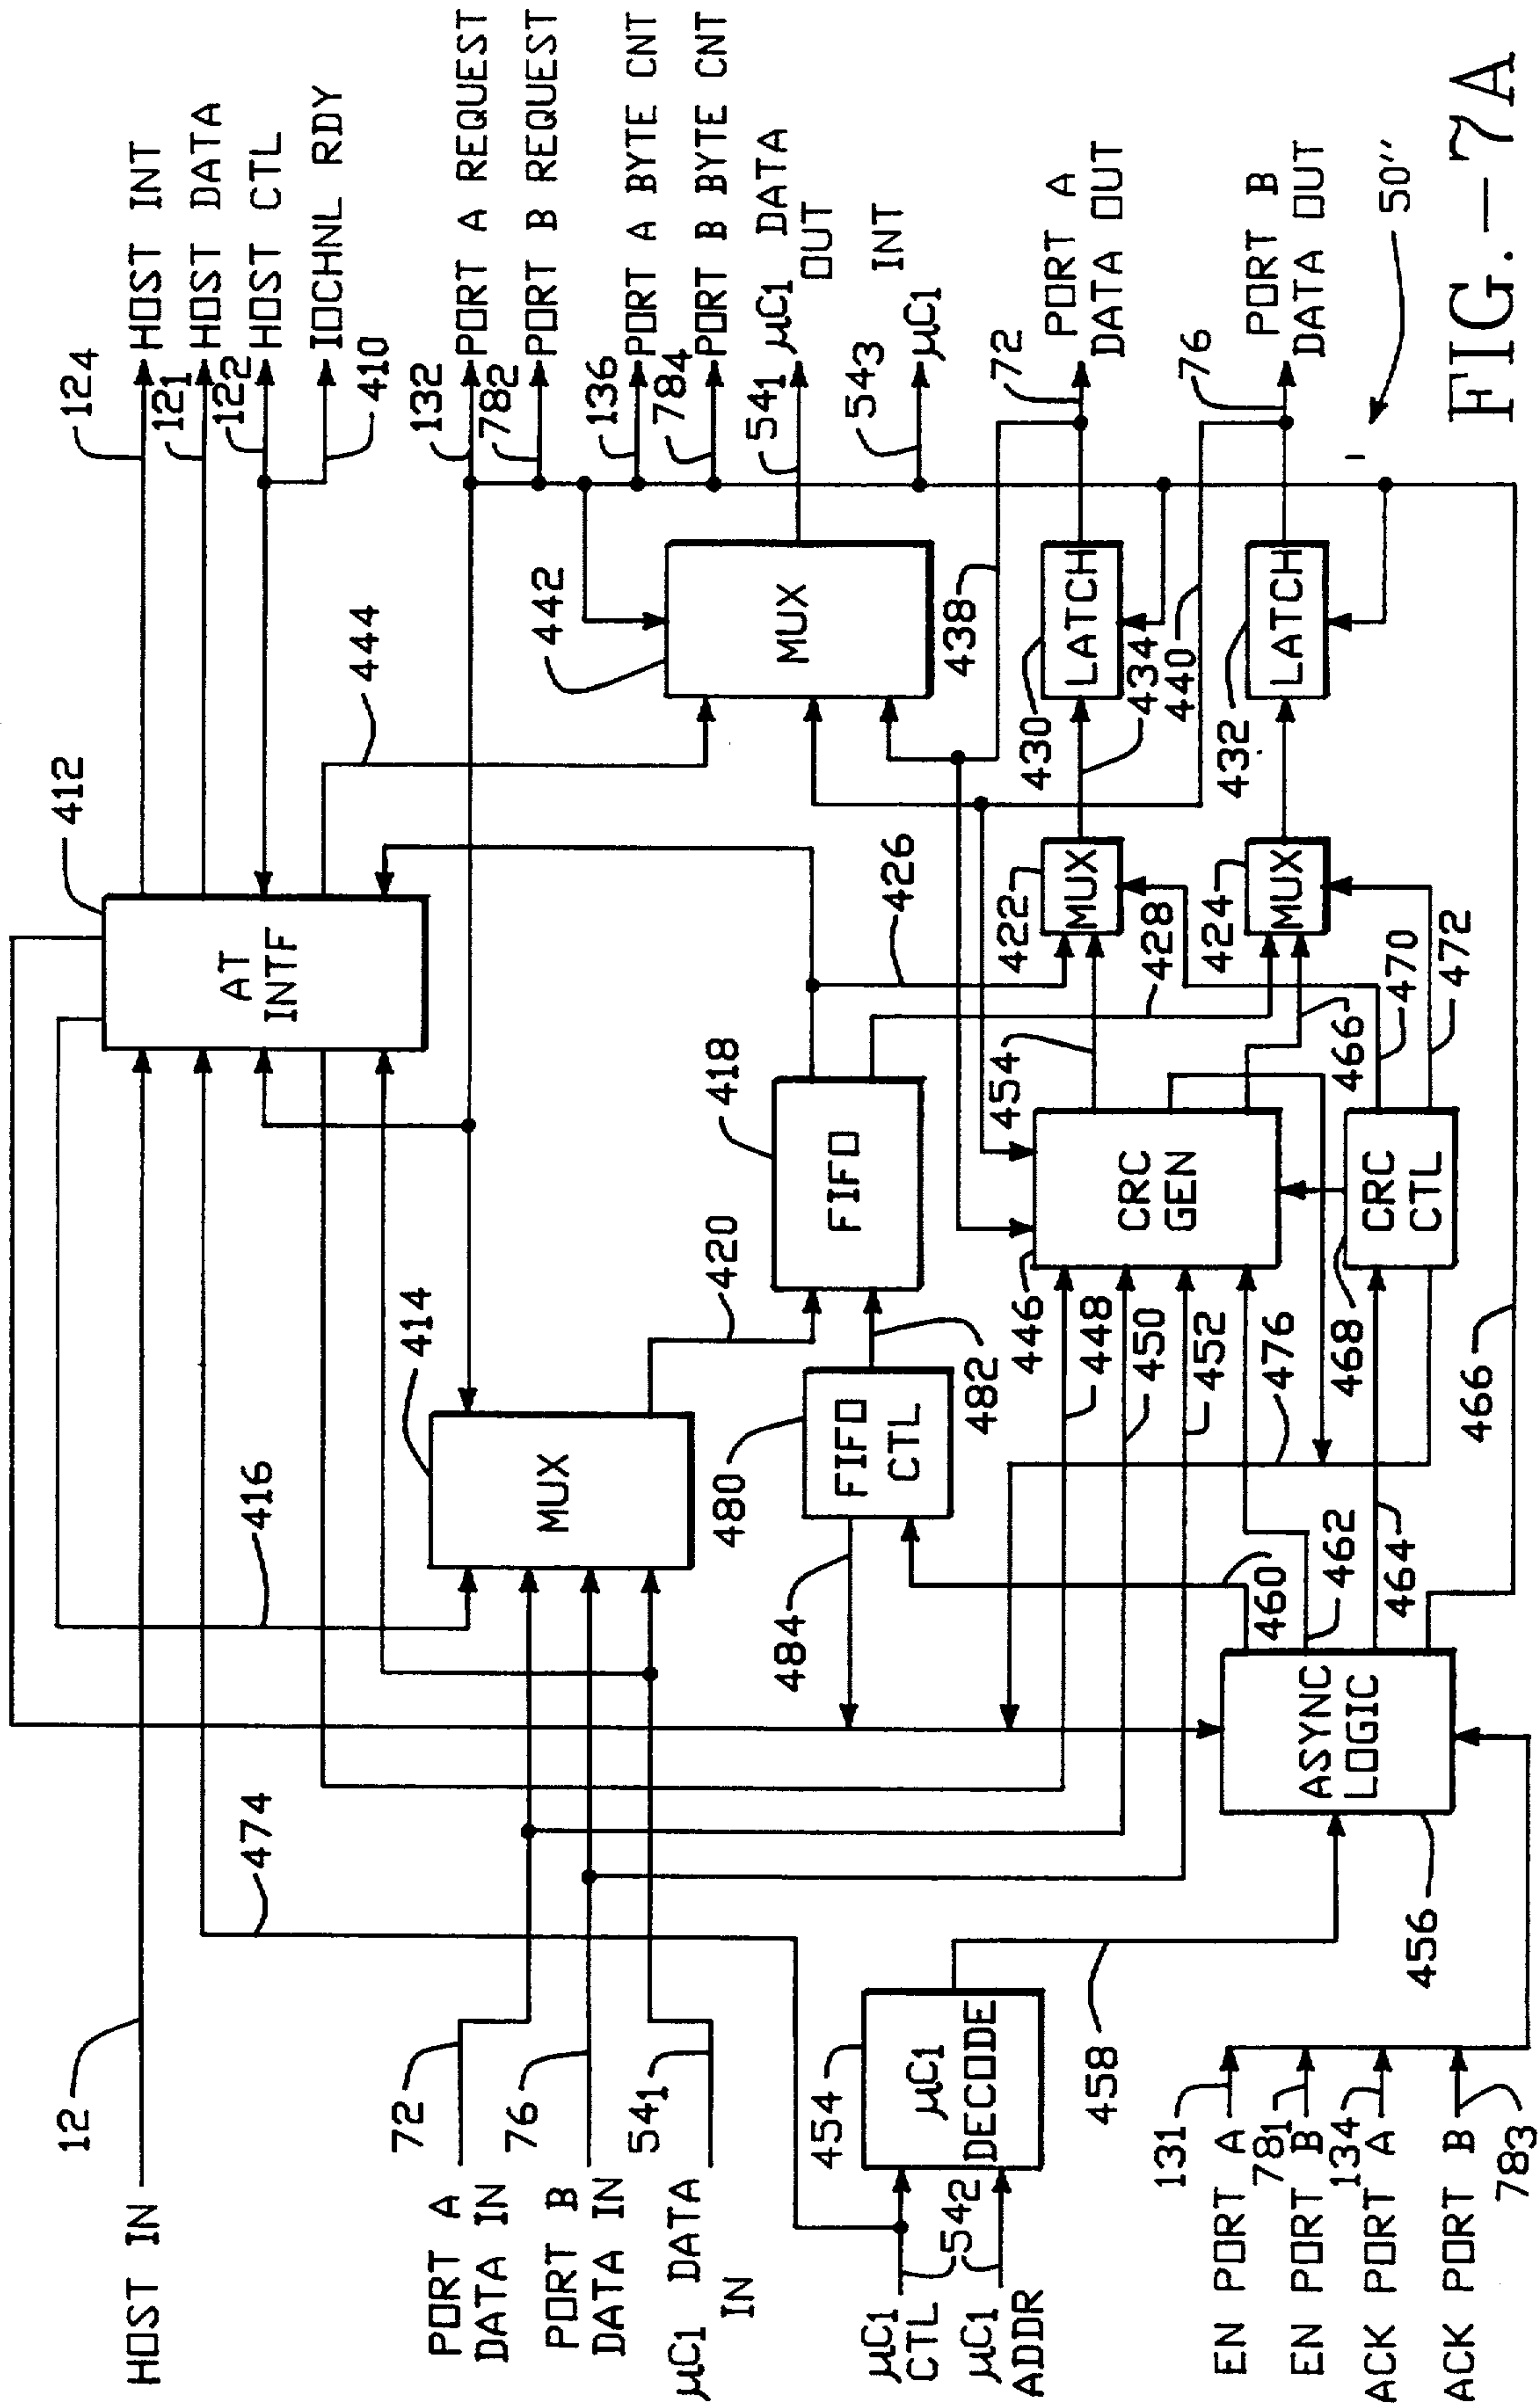 HOST IN
12
474
416
412
124
HOST INT
121
HOST DATA
122
HOST CTL
IOCHNL RDY
410
AT
INTF
444
PORT A
DATA IN
72
PORT B
DATA IN
76
µC1 DATA
IN
541
414
MUX
420
132
PORT A REQUEST
782
PORT B REQUEST
136
PORT A BYTE CNT
784
PORT B BYTE CNT
442
MUX
541
µC1 DATA
OUT
543
µC1
INT
480
FIFO
CTL
484
482
418
FIFO
426
428
438
µC1
CTL
µC1
ADDR
542
454
µC1
DECODE
458
446
448
450
452
476
CRC
GEN
454
422
MUX
430
LATCH
434
440
72
PORT A
DATA OUT
424
MUX
432
LATCH
76
PORT B
DATA OUT
466
470
472
468
CRC
CTL
460
462
464
466
ASYNC
LOGIC
456
EN PORT A
131
EN PORT B
781
ACK PORT A
134
ACK PORT B
783
50"
FIG.-7A